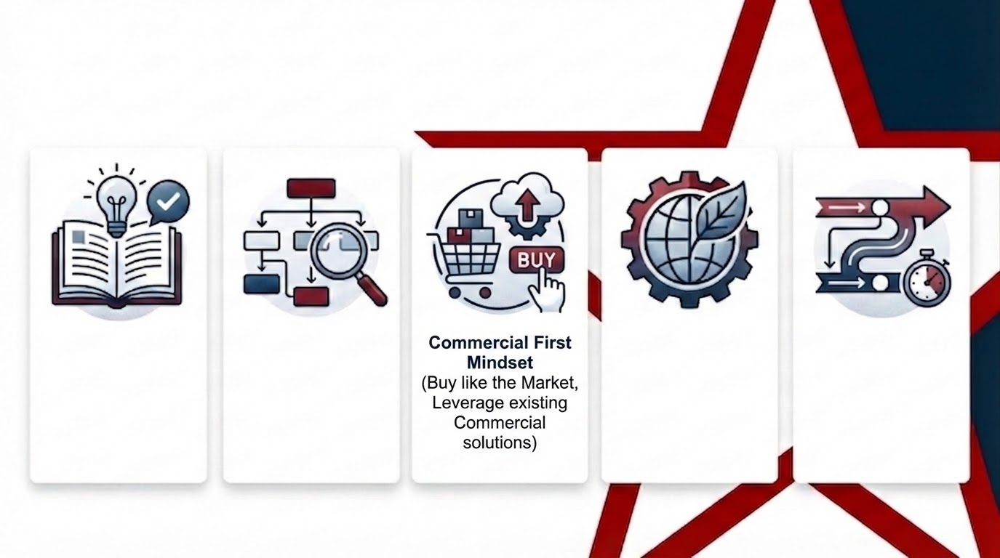 BUY
Commercial First
Mindset
(Buy like the Market,
Leverage existing
Commercial
solutions)